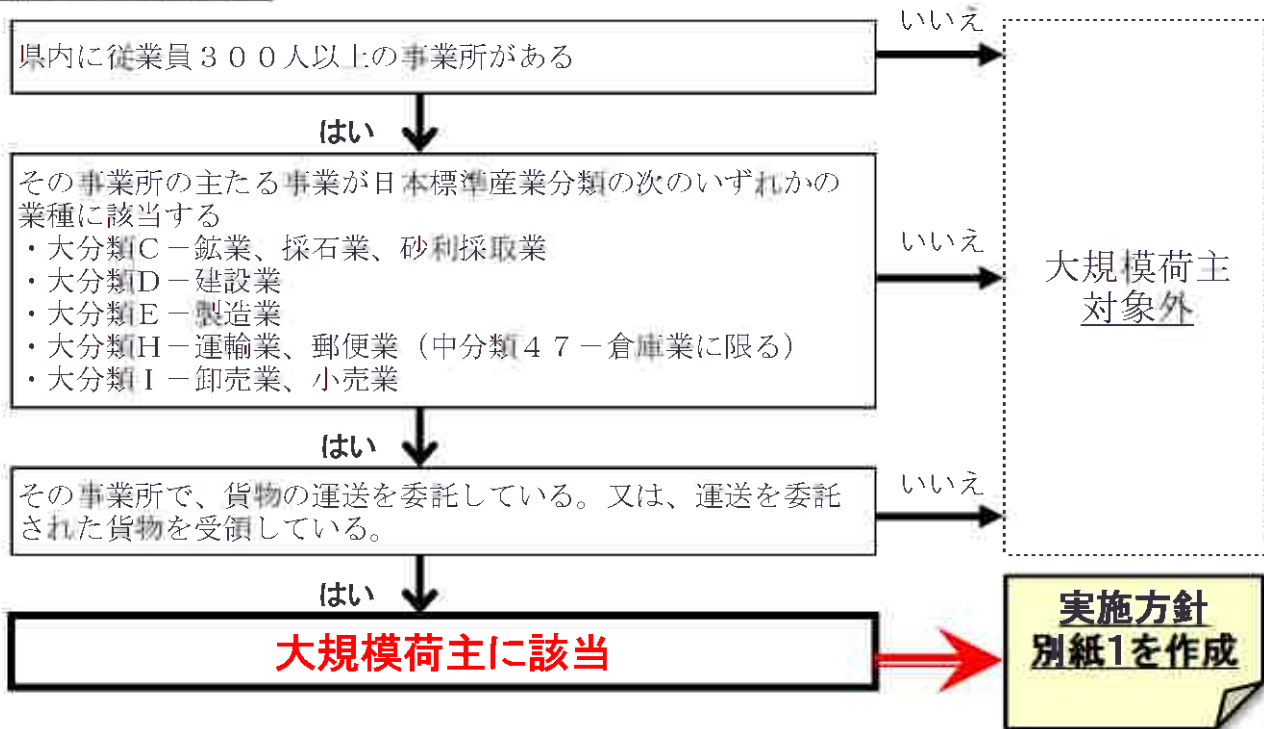 いいえ
県内に従業員３００人以上の事業所がある
はい
その事業所の主たる事業が日本標準産業分類の次のいずれかの
業種に該当する
・大分類Ｃ－鉱業、採石業、砂利採取業
・大分類Ｄ－建設業
・大分類Ｅ－製造業
・大分類Ｈ－運輸業、郵便業（中分類４７－倉庫業に限る）
・大分類Ｉ－卸売業、小売業
いいえ
大規模荷主
対象外
はい
その事業所で、貨物の運送を委託している。又は、運送を委託
された貨物を受領している。
いいえ
はい
大規模荷主に該当
実施方針
別紙1を作成